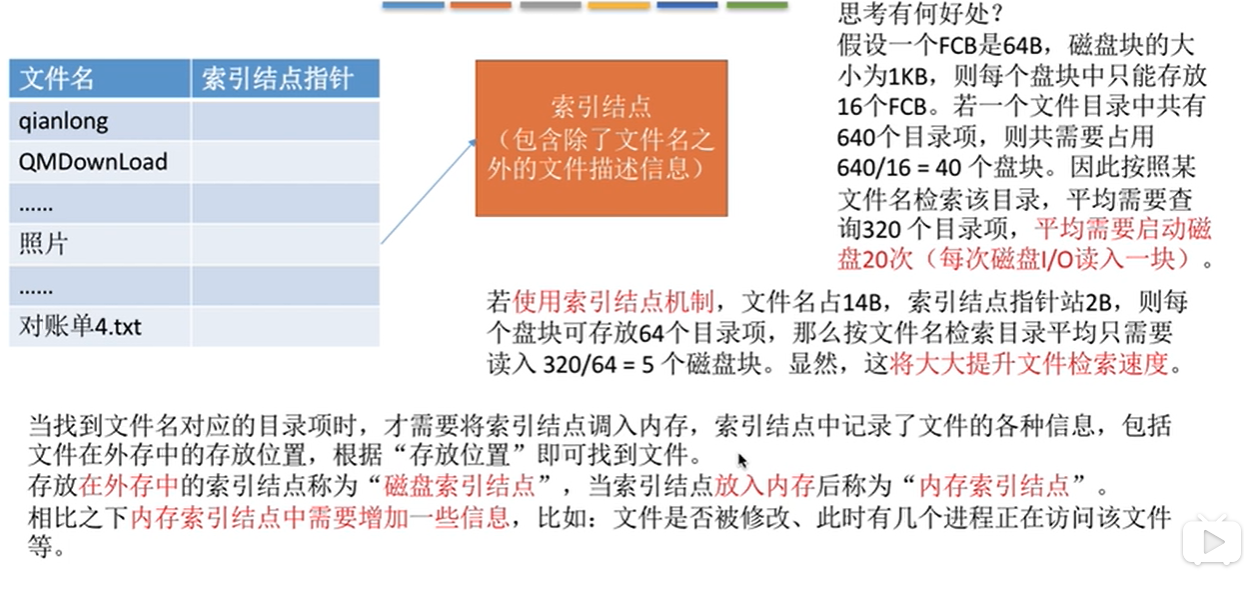 思考有何好处？
假设一个FCB是64B，磁盘块的大
小为1KB，则每个盘块中只能存放
16个FCB。若一个文件目录中共有
640个目录项，则共需要占用
640/16 = 40 个盘块。因此按照某
文件名检索该目录，平均需要查
询320 个目录项，平均需要启动磁
盘20次（每次磁盘I/O读入一块）。
文件名 索引结点指针
qianlong
QMDownLoad
......
照片
......
对账单4.txt
索引结点
（包含除了文件名之
外的文件描述信息）
若使用索引结点机制，文件名占14B，索引结点指针站2B，则每
个盘块可存放64个目录项，那么按文件名检索目录平均只需要
读入 320/64 = 5 个磁盘块。显然，这将大大提升文件检索速度。
当找到文件名对应的目录项时，才需要将索引结点调入内存，索引结点中记录了文件的各种信息，包括
文件在外存中的存放位置，根据“存放位置”即可找到文件。
存放在外存中的索引结点称为“磁盘索引结点”，当索引结点放入内存后称为“内存索引结点”。
相比之下内存索引结点中需要增加一些信息，比如：文件是否被修改、此时有几个进程正在访问该文件
等。